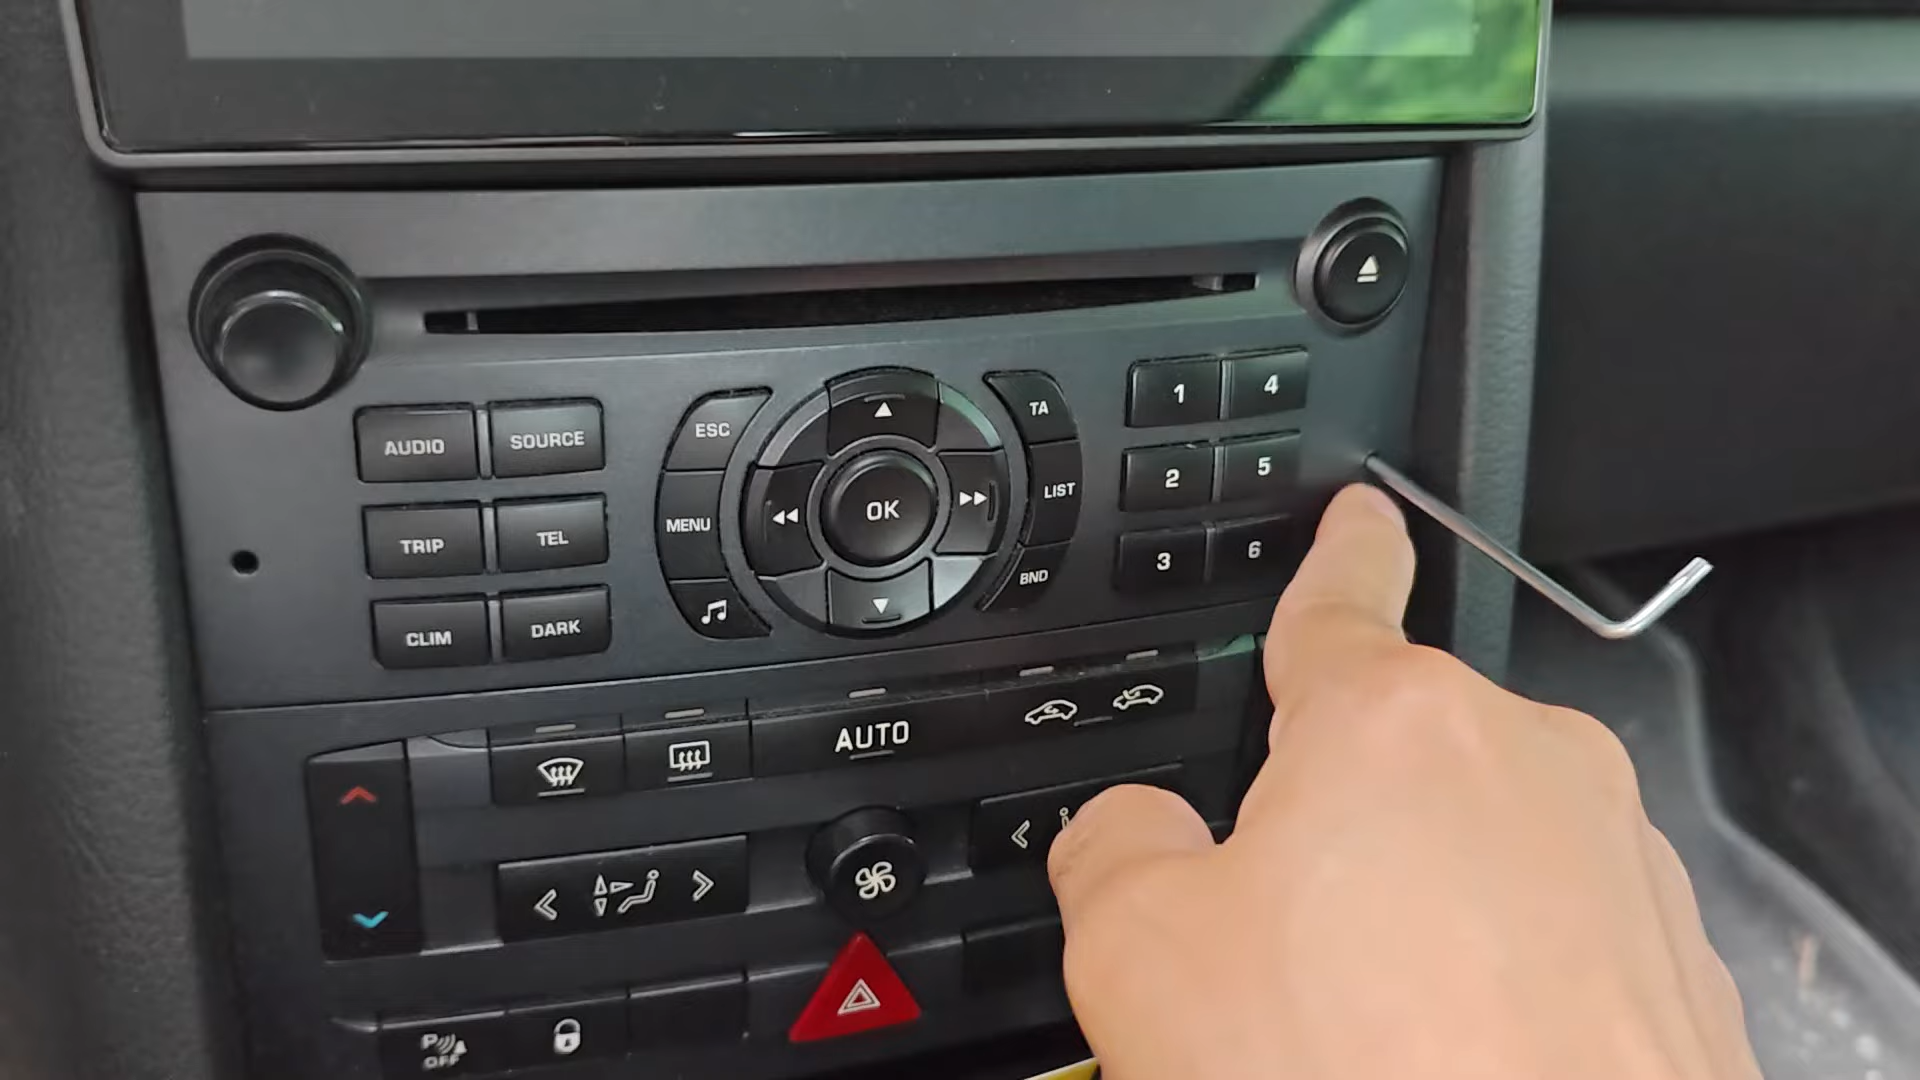 AUDIO SOURCE
TRIP TEL
CLIM DARK
ESC
MENU
OK
TA
LIST
BND
1 4
2 5
3 6
AUTO
P
OFF